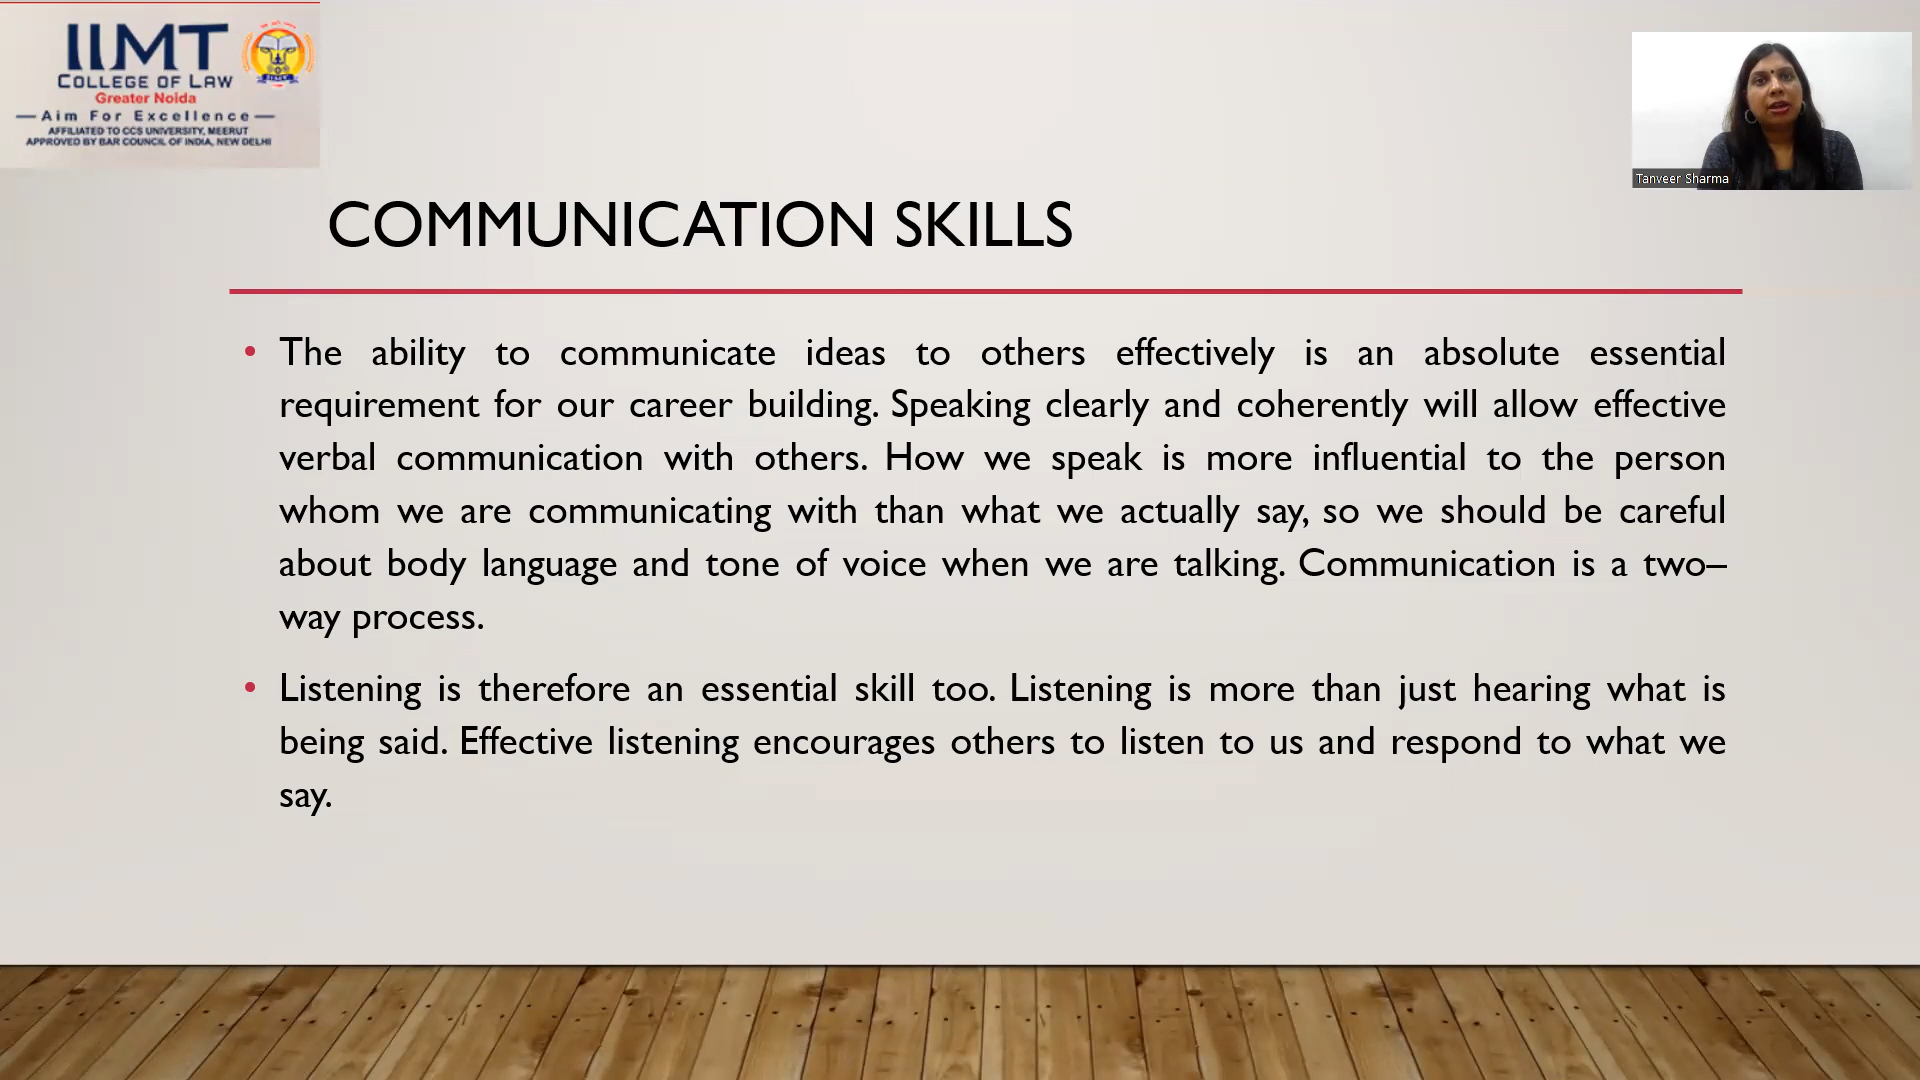 IIMT
COLLEGE OF LAW
Greater Noida
— Aim For Excellence —
AFFILIATED TO CCS UNIVERSITY, MEERUT
APPROVED BY BAR COUNCIL OF INDIA, NEW DELHI
Tanveer Sharma
COMMUNICATION SKILLS
• The ability to communicate ideas to others effectively is an absolute essential
requirement for our career building. Speaking clearly and coherently will allow effective
verbal communication with others. How we speak is more influential to the person
whom we are communicating with than what we actually say, so we should be careful
about body language and tone of voice when we are talking. Communication is a two–
way process.
• Listening is therefore an essential skill too. Listening is more than just hearing what is
being said. Effective listening encourages others to listen to us and respond to what we
say.